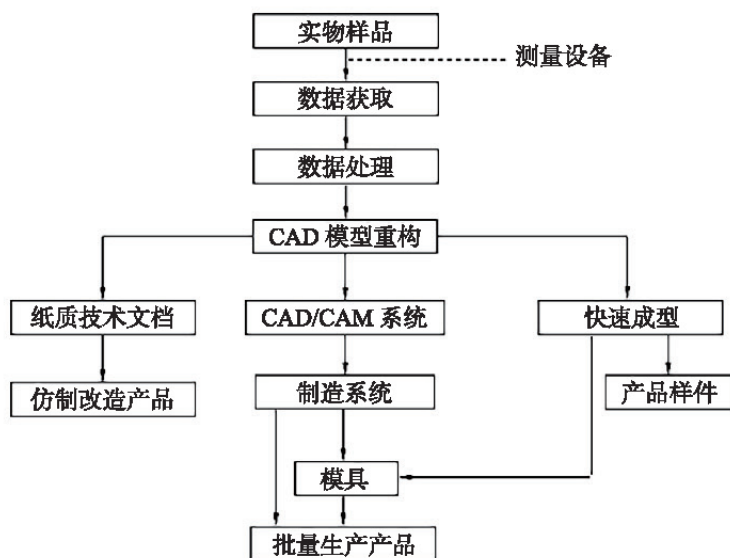 实物样品
测量设备
数据获取
数据处理
CAD 模型重构
纸质技术文档
CAD/CAM 系统
快速成型
仿制改造产品
制造系统
产品样件
模具
批量生产产品